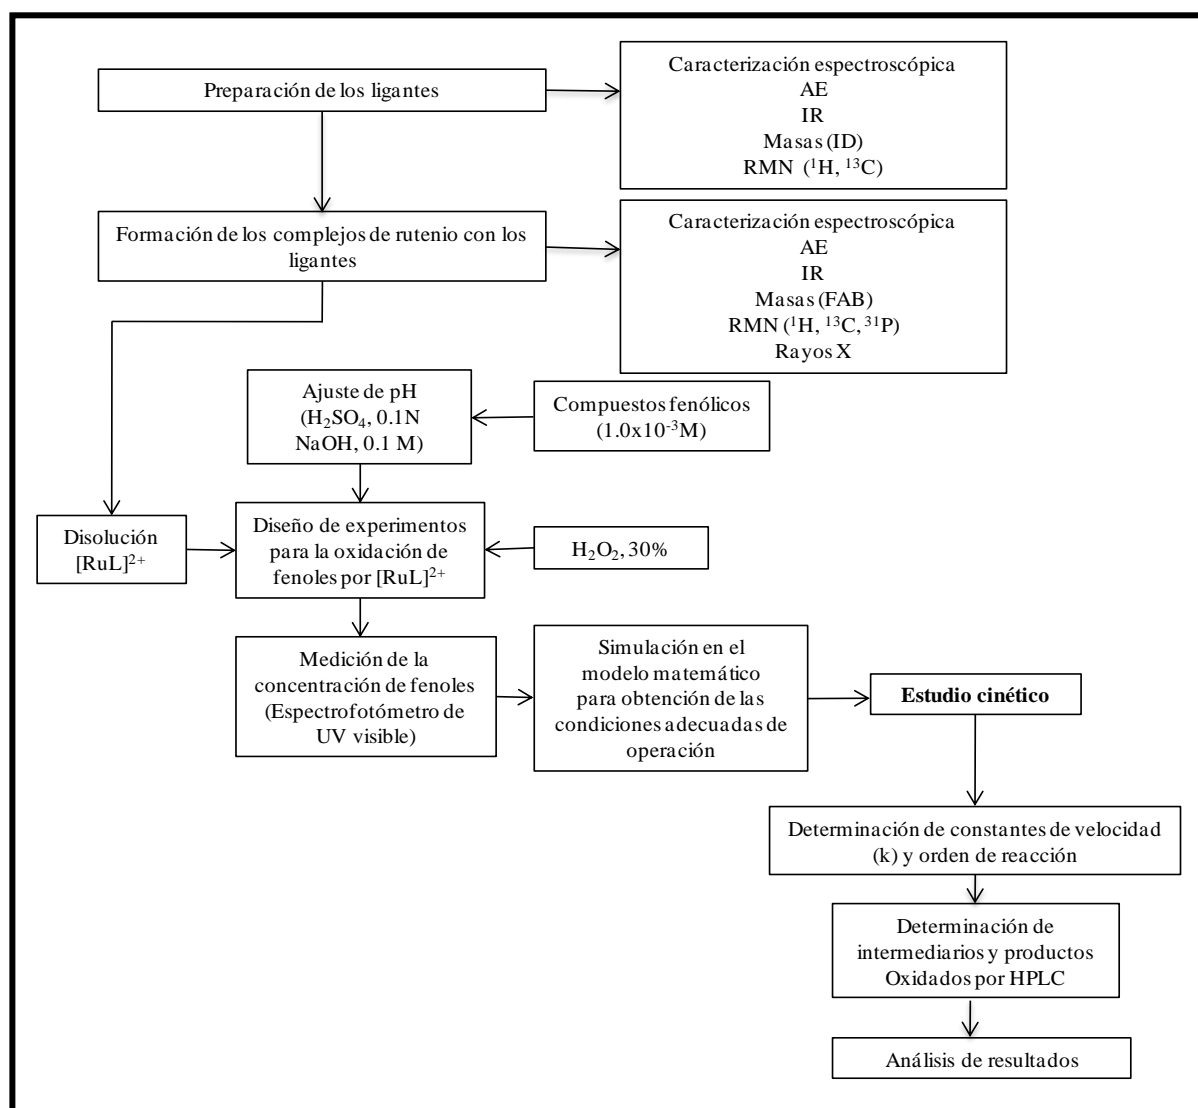 Preparación de los ligantes
Caracterización espectroscópica
AE
IR
Masas (ID)
RMN (¹H, ¹³C)
Formación de los complejos de rutenio con los
ligantes
Caracterización espectroscópica
AE
IR
Masas (FAB)
RMN (¹H, ¹³C, ³¹P)
Rayos X
Ajuste de pH
(H₂SO₄, 0.1N
NaOH, 0.1 M)
Compuestos fenólicos
(1.0x10⁻³M)
Disolución
[RuL]²⁺
Diseño de experimentos
para la oxidación de
fenoles por [RuL]²⁺
H₂O₂, 30%
Medición de la
concentración de fenoles
(Espectrofotómetro de
UV visible)
Simulación en el
modelo matemático
para obtención de las
condiciones adecuadas de
operación
Estudio cinético
Determinación de constantes de velocidad
(k) y orden de reacción
Determinación de
intermediarios y productos
Oxidados por HPLC
Análisis de resultados